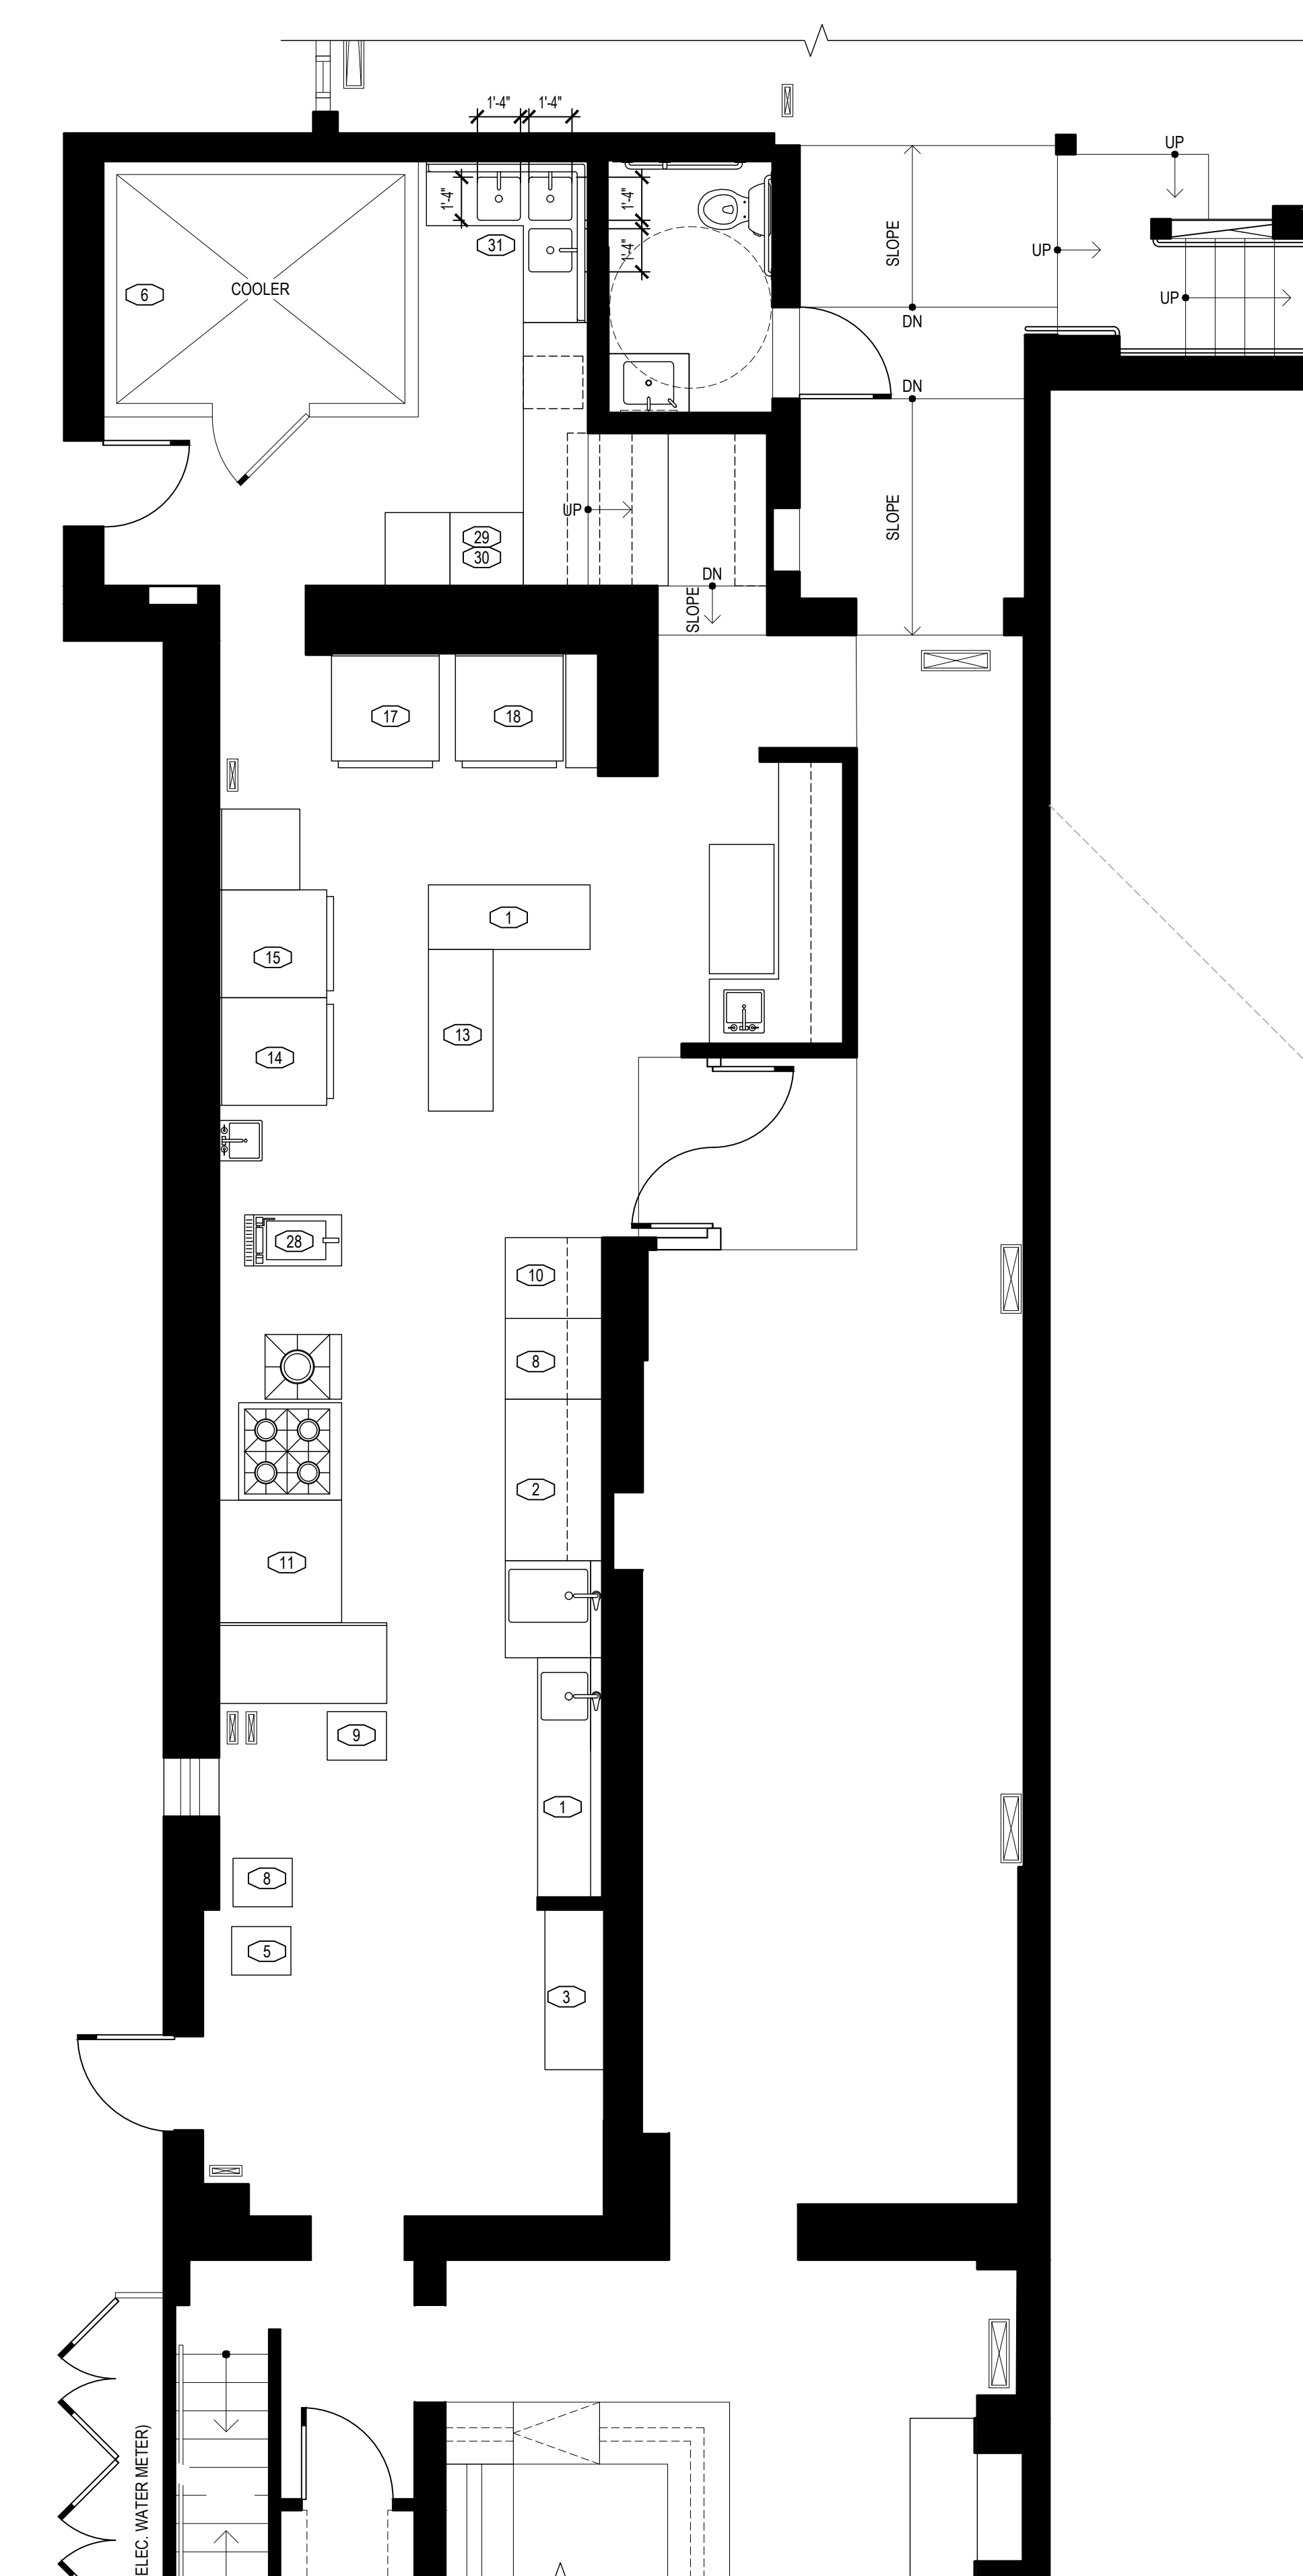 1'-4" 1'-4"
UP
1'-4" 1'-4"
SLOPE
31
1'-4"
UP
COOLER
6
UP
DN
DN
UP
SLOPE
29
30
DN
SLOPE
17
18
1
15
13
14
28
10
8
2
11
9
1
8
5
3
ELEC. WATER METER)